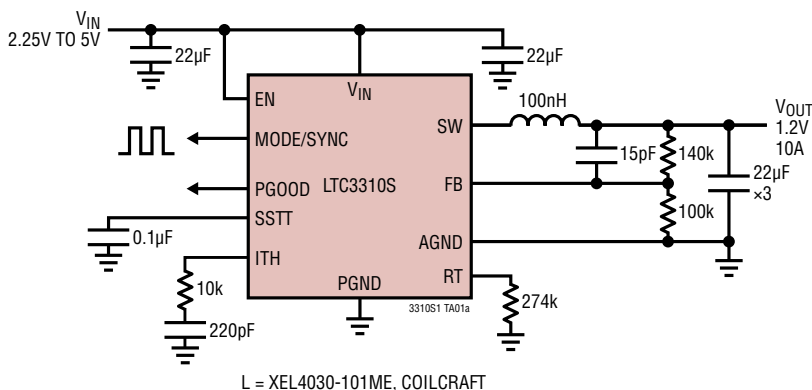 VIN
2.25V TO 5V
22µF
22µF
VIN
EN
MODE/SYNC
PGOOD
SSTT
ITH
LTC3310S
PGND
SW
FB
AGND
RT
100nH
15pF
140k
100k
VOUT
1.2V
10A
22µF
×3
0.1µF
10k
220pF
274k
3310S1 TA01a
L = XEL4030-101ME, COILCRAFT